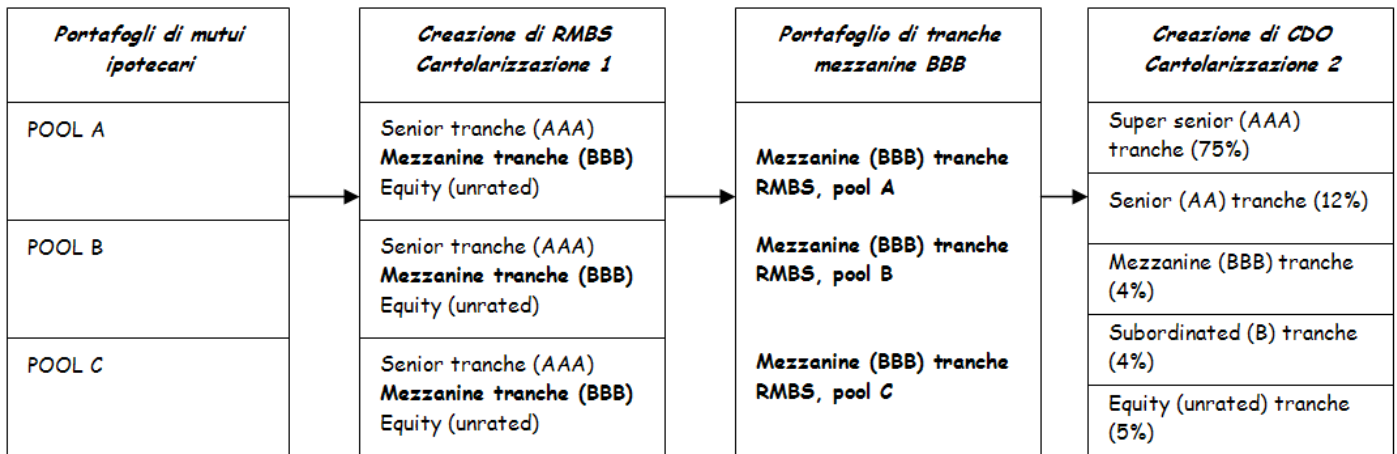 Portafogli di mutui
ipotecari
POOL A
POOL B
POOL C
Creazione di RMBS
Cartolarizzazione 1
Senior tranche (AAA)
Mezzanine tranche (BBB)
Equity (unrated)
Senior tranche (AAA)
Mezzanine tranche (BBB)
Equity (unrated)
Senior tranche (AAA)
Mezzanine tranche (BBB)
Equity (unrated)
Portafoglio di tranche
mezzanine BBB
Mezzanine (BBB) tranche
RMBS, pool A
Mezzanine (BBB) tranche
RMBS, pool B
Mezzanine (BBB) tranche
RMBS, pool C
Creazione di CDO
Cartolarizzazione 2
Super senior (AAA)
tranche (75%)
Senior (AA) tranche (12%)
Mezzanine (BBB) tranche
(4%)
Subordinated (B) tranche
(4%)
Equity (unrated) tranche
(5%)